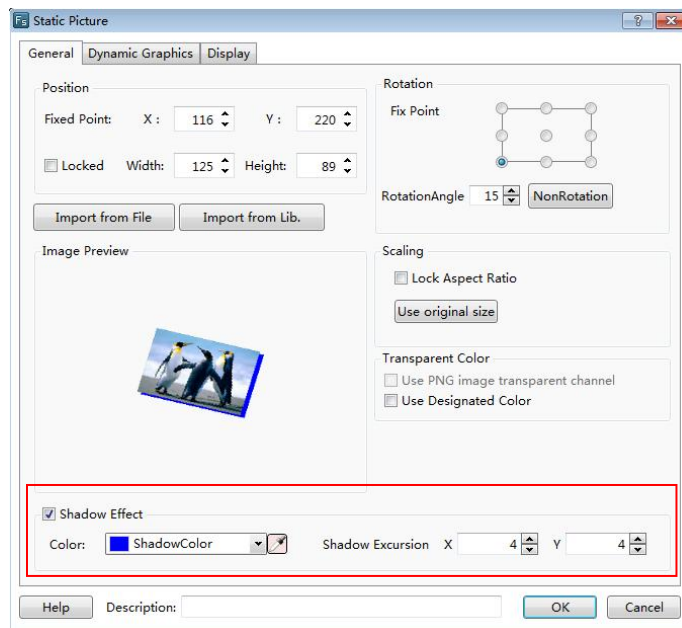 Fs Static Picture ? X
General Dynamic Graphics Display
Position
Fixed Point: X : 116 Y : 220
Locked Width: 125 Height: 89
Import from File Import from Lib.
Image Preview
Rotation
Fix Point
RotationAngle 15 NonRotation
Scaling
Lock Aspect Ratio
Use original size
Transparent Color
Use PNG image transparent channel
Use Designated Color
Shadow Effect
Color: ShadowColor Shadow Excursion X 4 Y 4
Help Description: OK Cancel